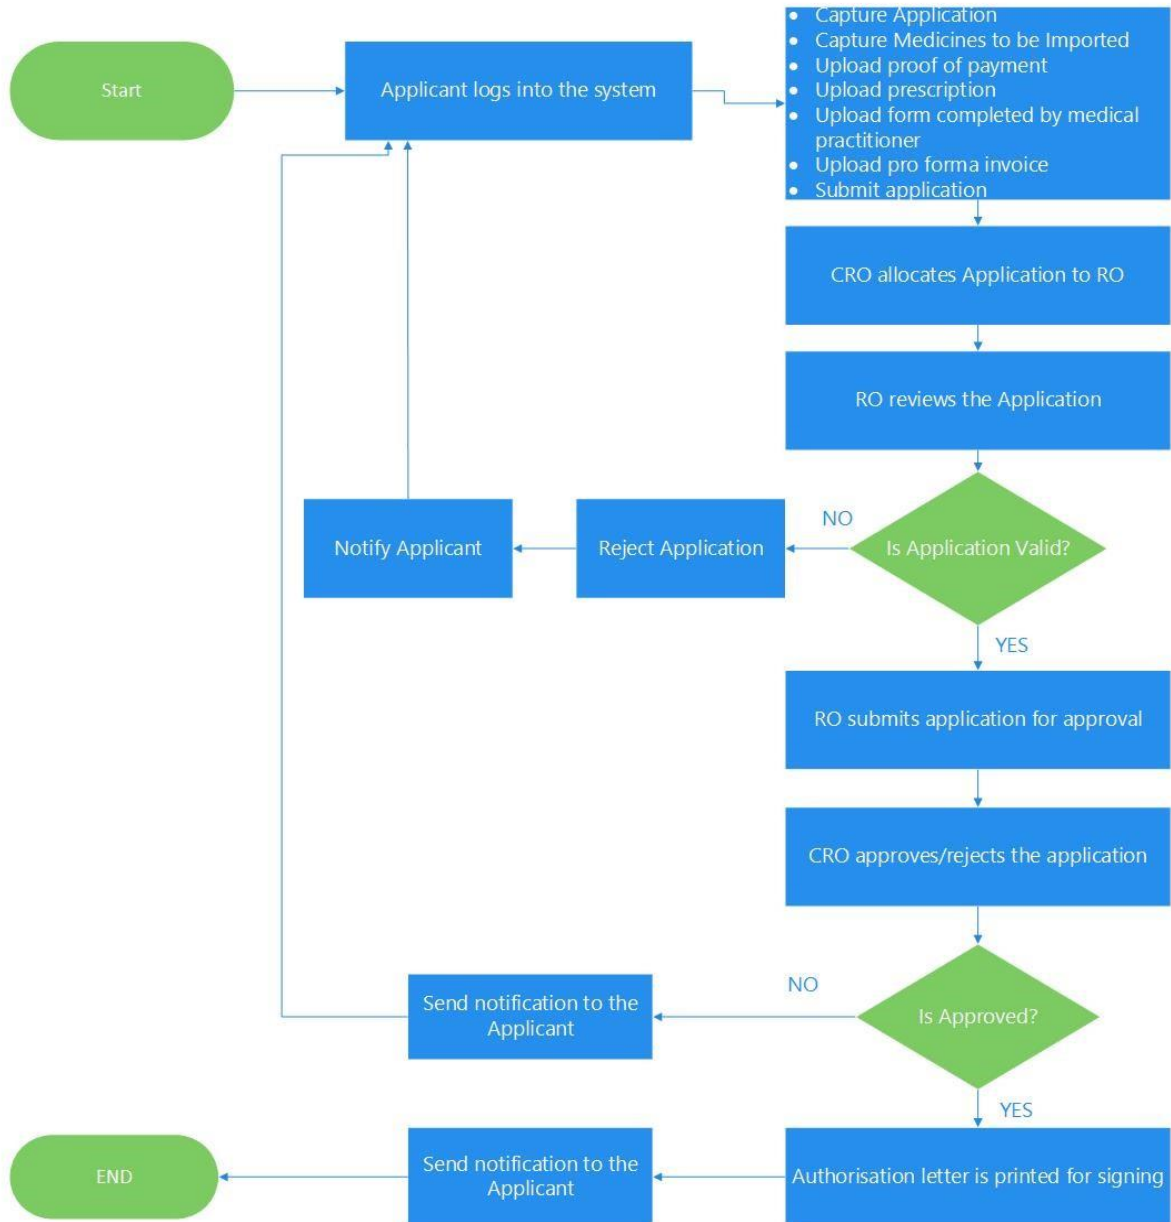 Start
Applicant logs into the system
• Capture Application
• Capture Medicines to be Imported
• Upload proof of payment
• Upload prescription
• Upload form completed by medical
practitioner
• Upload pro forma invoice
• Submit application
CRO allocates Application to RO
RO reviews the Application
Is Application Valid?
NO
Reject Application
Notify Applicant
YES
RO submits application for approval
CRO approves/rejects the application
Is Approved?
NO
Send notification to the
Applicant
YES
Authorisation letter is printed for signing
Send notification to the
Applicant
END